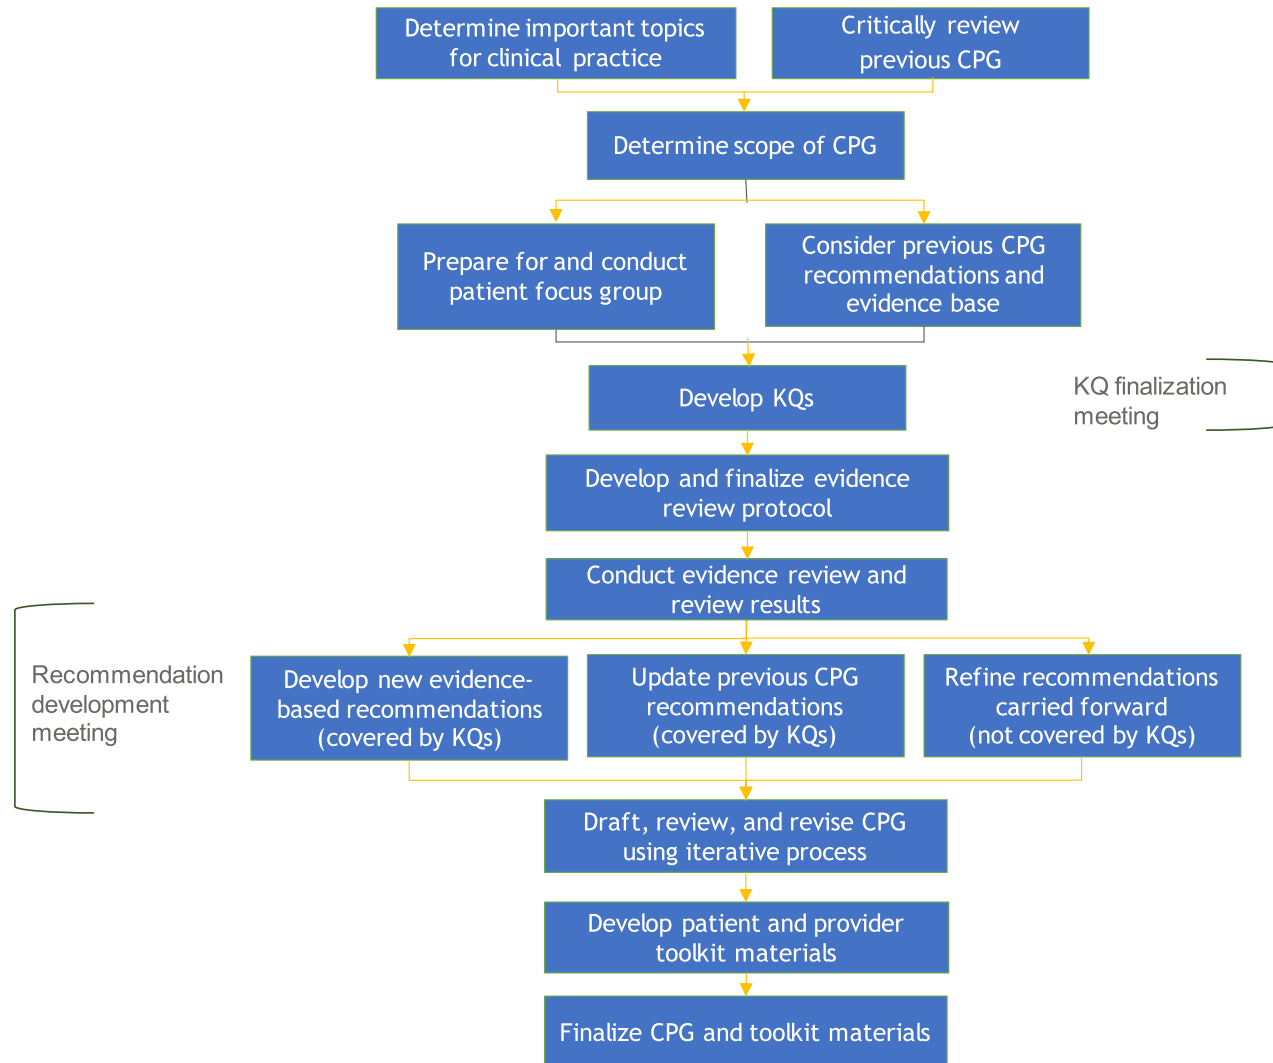 Determine important topics
for clinical practice
Critically review
previous CPG
Determine scope of CPG
Prepare for and conduct
patient focus group
Consider previous CPG
recommendations and
evidence base
Develop KQs
KQ finalization
meeting
Develop and finalize evidence
review protocol
Conduct evidence review and
review results
Recommendation
development
meeting
Develop new evidence-
based recommendations
(covered by KQs)
Update previous CPG
recommendations
(covered by KQs)
Refine recommendations
carried forward
(not covered by KQs)
Draft, review, and revise CPG
using iterative process
Develop patient and provider
toolkit materials
Finalize CPG and toolkit materials